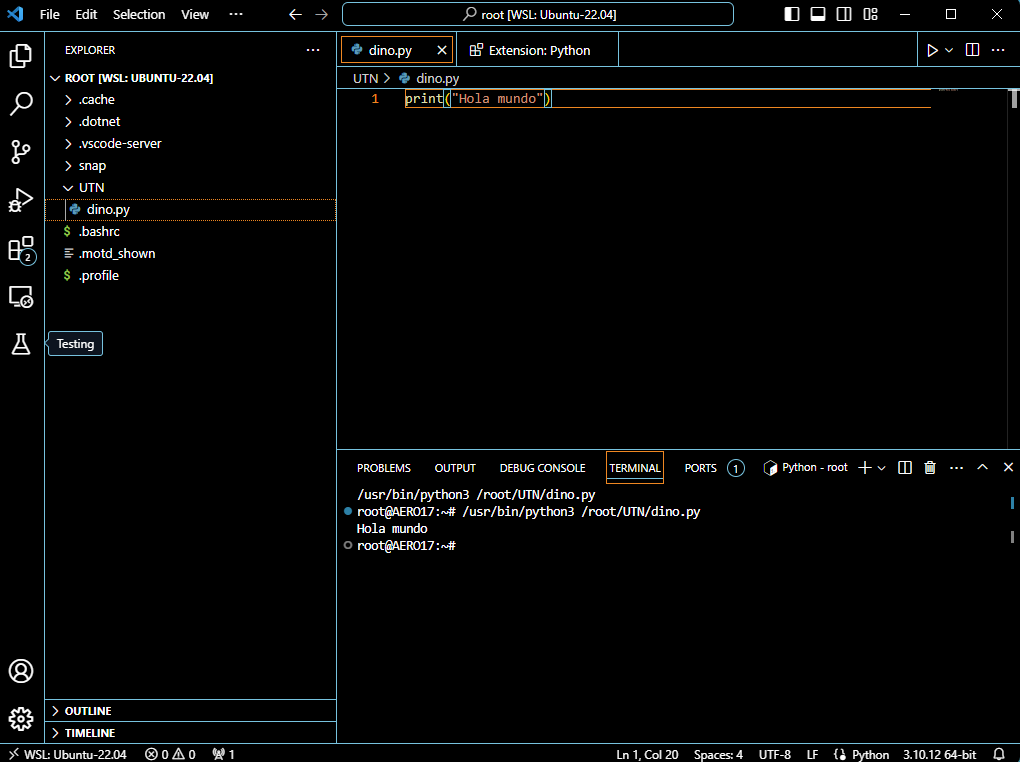 File Edit Selection View ··· root [WSL: Ubuntu-22.04]
EXPLORER ···
ROOT [WSL: UBUNTU-22.04]
.cache
.dotnet
.vscode-server
snap
UTN
dino.py
.bashrc
.motd_shown
.profile
2
Testing
OUTLINE
TIMELINE
dino.py Extension: Python
UTN > dino.py
1 print("Hola mundo")
PROBLEMS OUTPUT DEBUG CONSOLE TERMINAL PORTS 1 Python - root
/usr/bin/python3 /root/UTN/dino.py
root@AERO17:~# /usr/bin/python3 /root/UTN/dino.py
Hola mundo
root@AERO17:~#
WSL: Ubuntu-22.04 0 0 1 Ln 1, Col 20 Spaces: 4 UTF-8 LF Python 3.10.12 64-bit